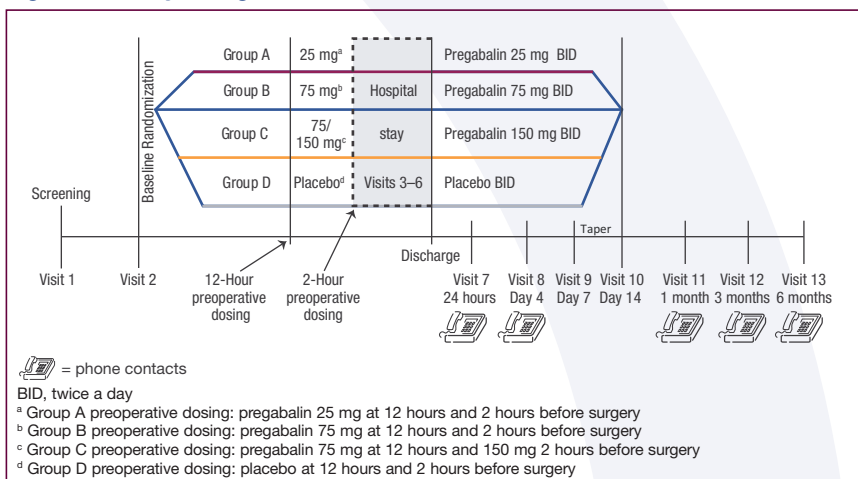 Group A 25 mgᵃ Pregabalin 25 mg BID
Group B 75 mgᵇ Hospital Pregabalin 75 mg BID
Group C 75/ 150 mgᶜ stay Pregabalin 150 mg BID
Group D Placeboᵈ Visits 3–6 Placebo BID
Baseline Randomization
Screening
Taper
Discharge
Visit 1
Visit 2
12-Hour
preoperative
dosing
2-Hour
preoperative
dosing
Visit 7
24 hours
Visit 8
Day 4
Visit 9
Day 7
Visit 10
Day 14
Visit 11
1 month
Visit 12
3 months
Visit 13
6 months
= phone contacts
BID, twice a day
ᵃ Group A preoperative dosing: pregabalin 25 mg at 12 hours and 2 hours before surgery
ᵇ Group B preoperative dosing: pregabalin 75 mg at 12 hours and 2 hours before surgery
ᶜ Group C preoperative dosing: pregabalin 75 mg at 12 hours and 150 mg 2 hours before surgery
ᵈ Group D preoperative dosing: placebo at 12 hours and 2 hours before surgery